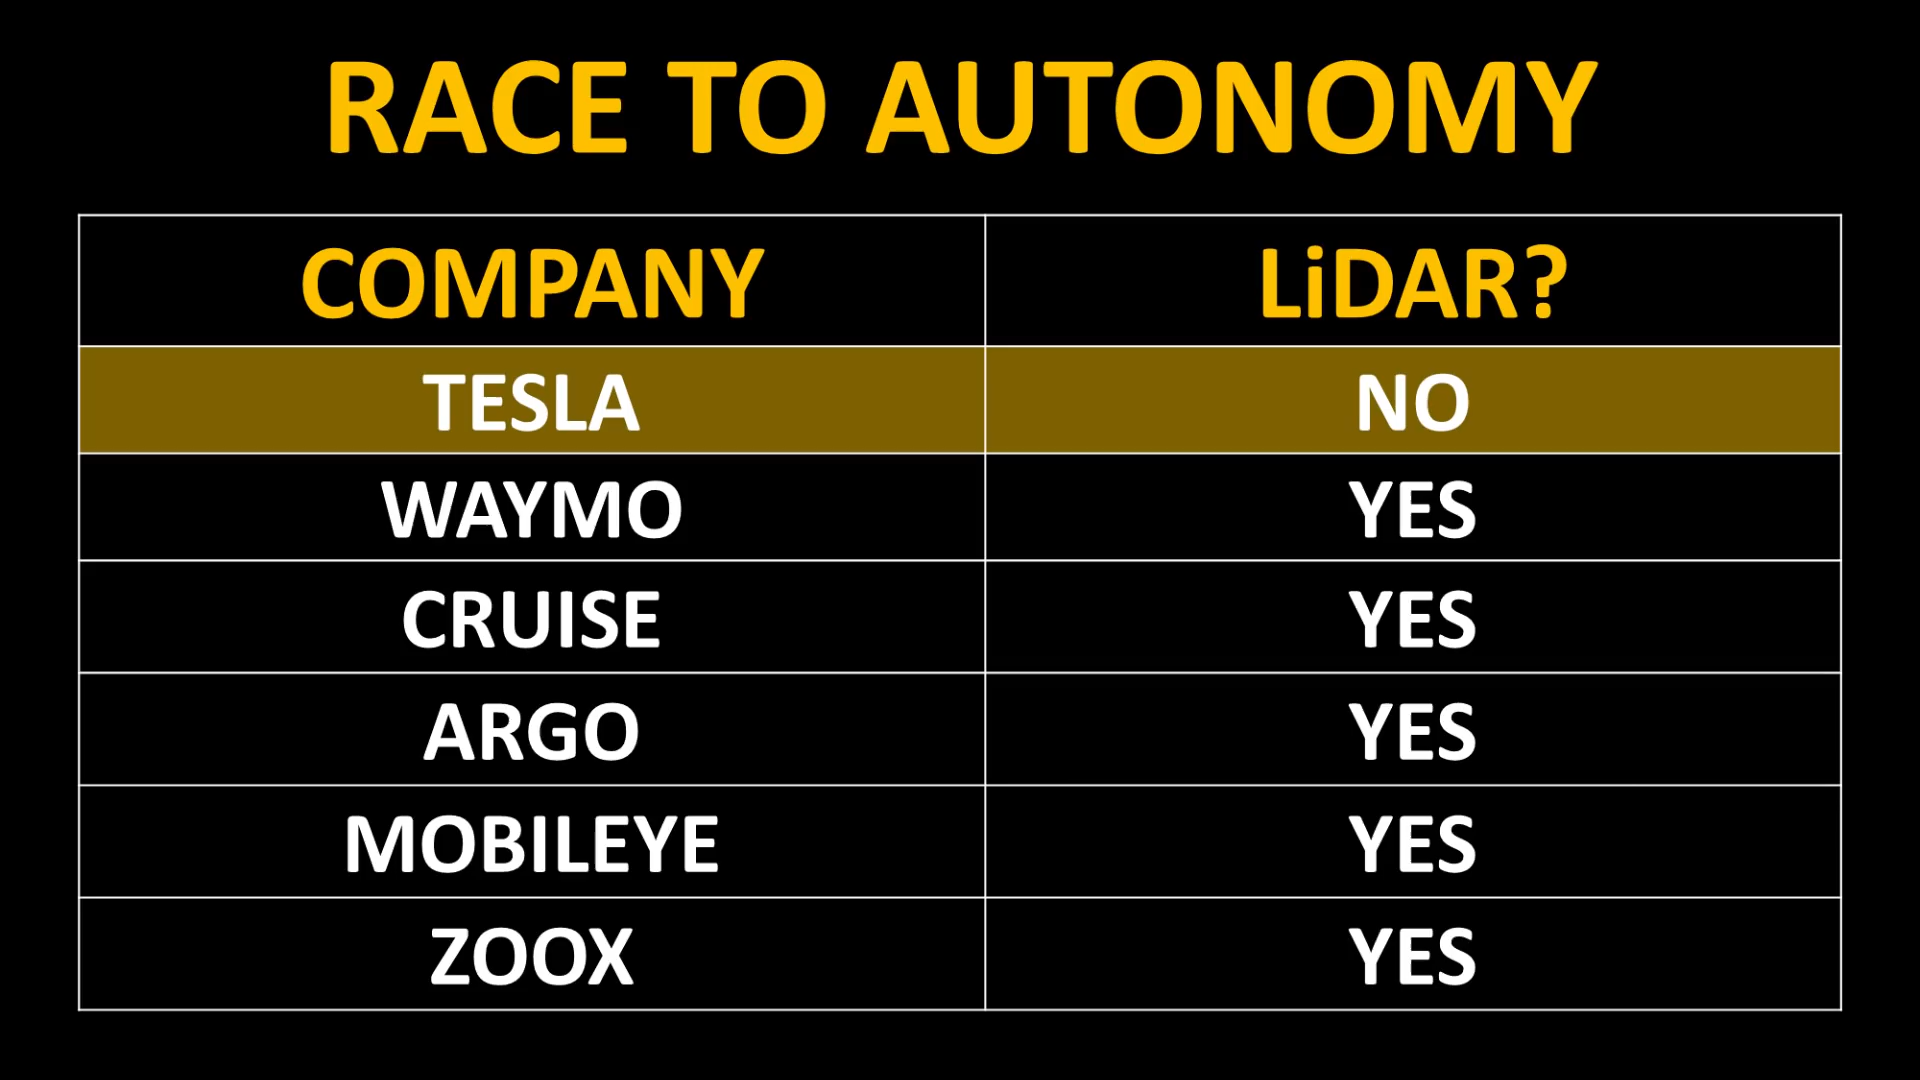 RACE TO AUTONOMY
COMPANY LiDAR?
TESLA NO
WAYMO YES
CRUISE YES
ARGO YES
MOBILEYE YES
ZOOX YES